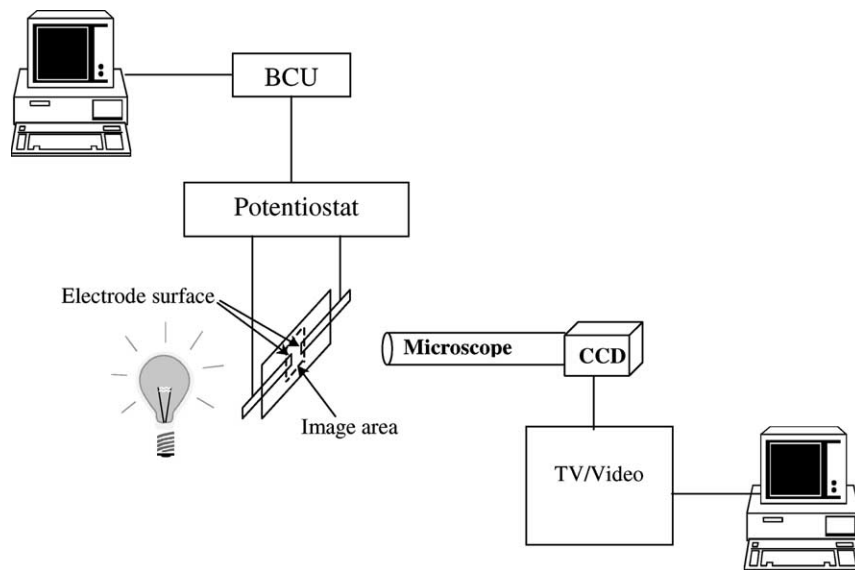 BCU
Potentiostat
Electrode surface
Microscope
CCD
Image area
TV/Video